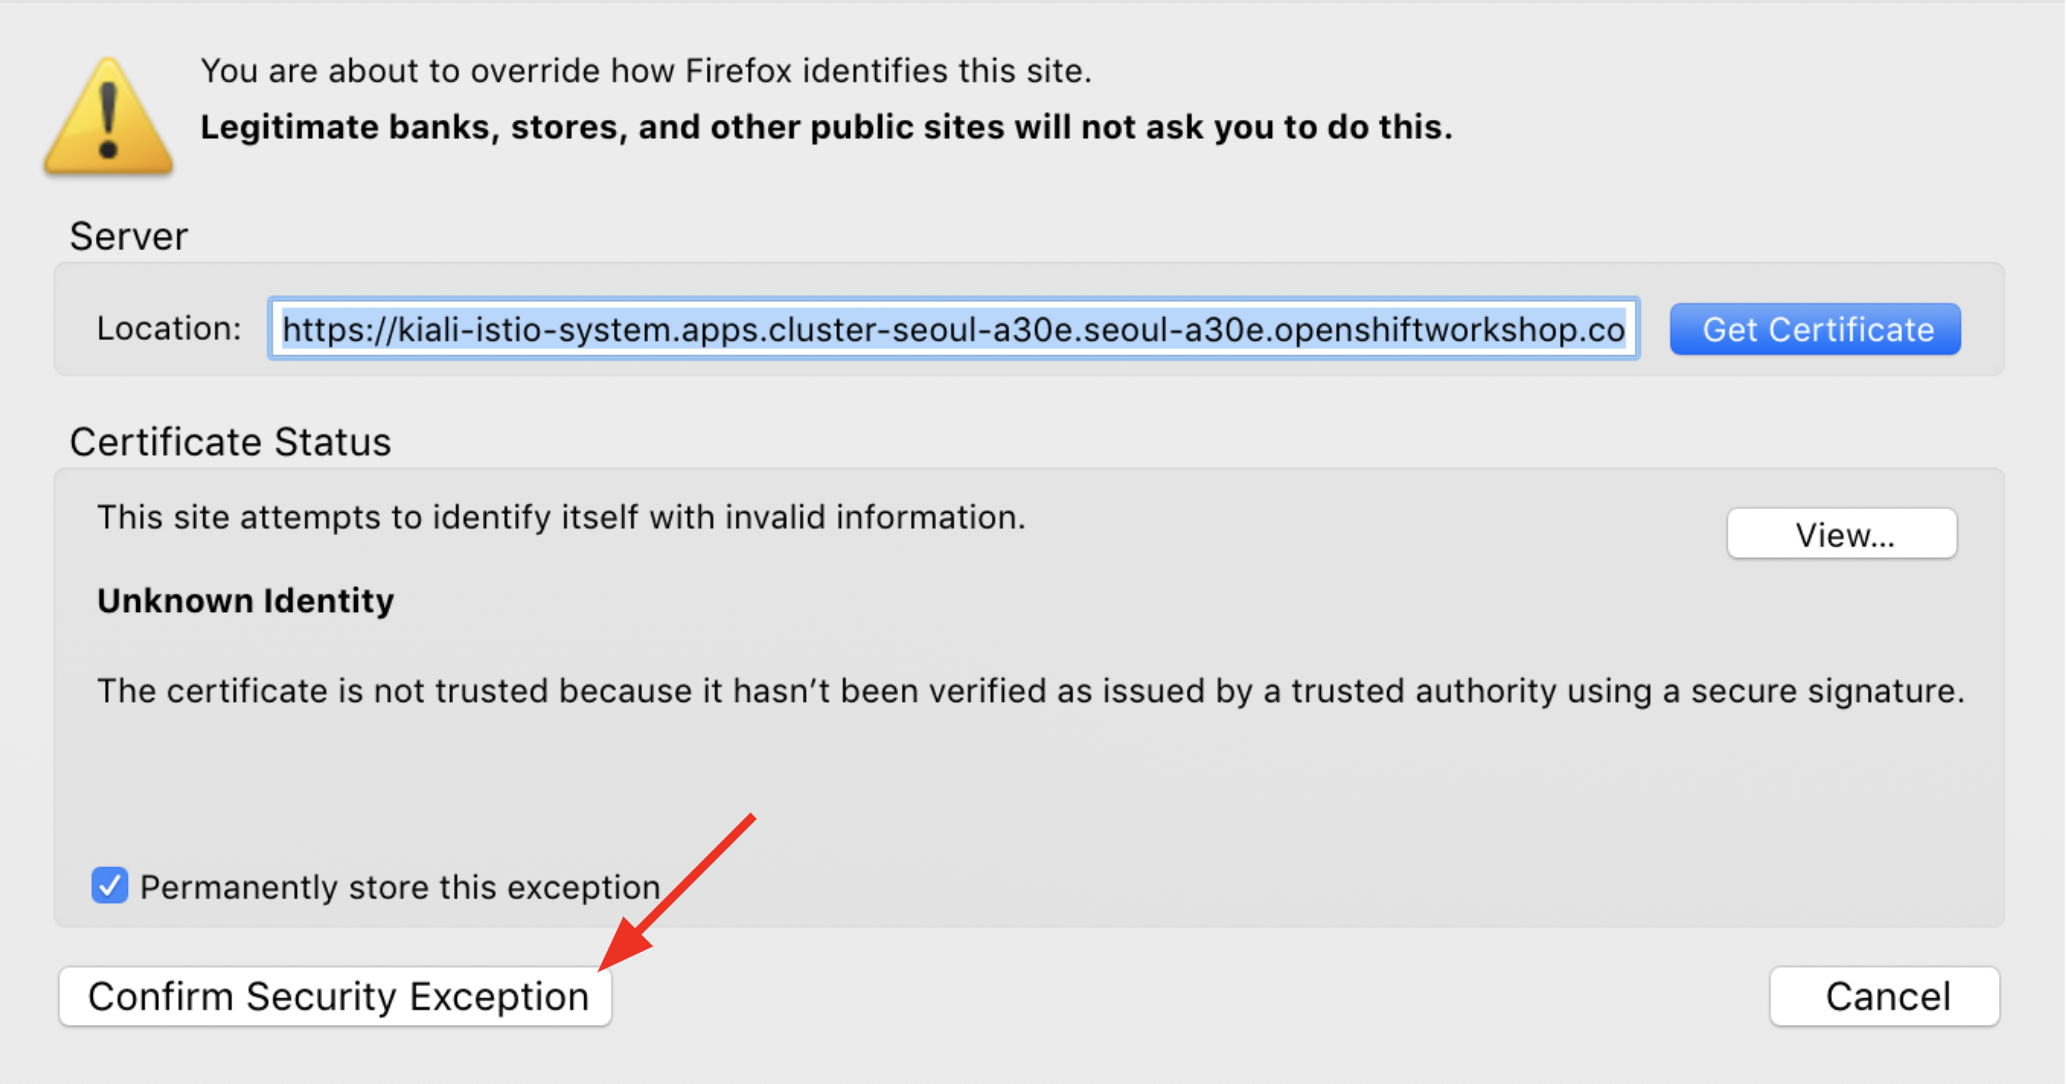 You are about to override how Firefox identifies this site.
Legitimate banks, stores, and other public sites will not ask you to do this.
Server
Location: https://kiali-istio-system.apps.cluster-seoul-a30e.seoul-a30e.openshiftworkshop.co Get Certificate
Certificate Status
This site attempts to identify itself with invalid information.
View...
Unknown Identity
The certificate is not trusted because it hasn’t been verified as issued by a trusted authority using a secure signature.
Permanently store this exception
Confirm Security Exception Cancel